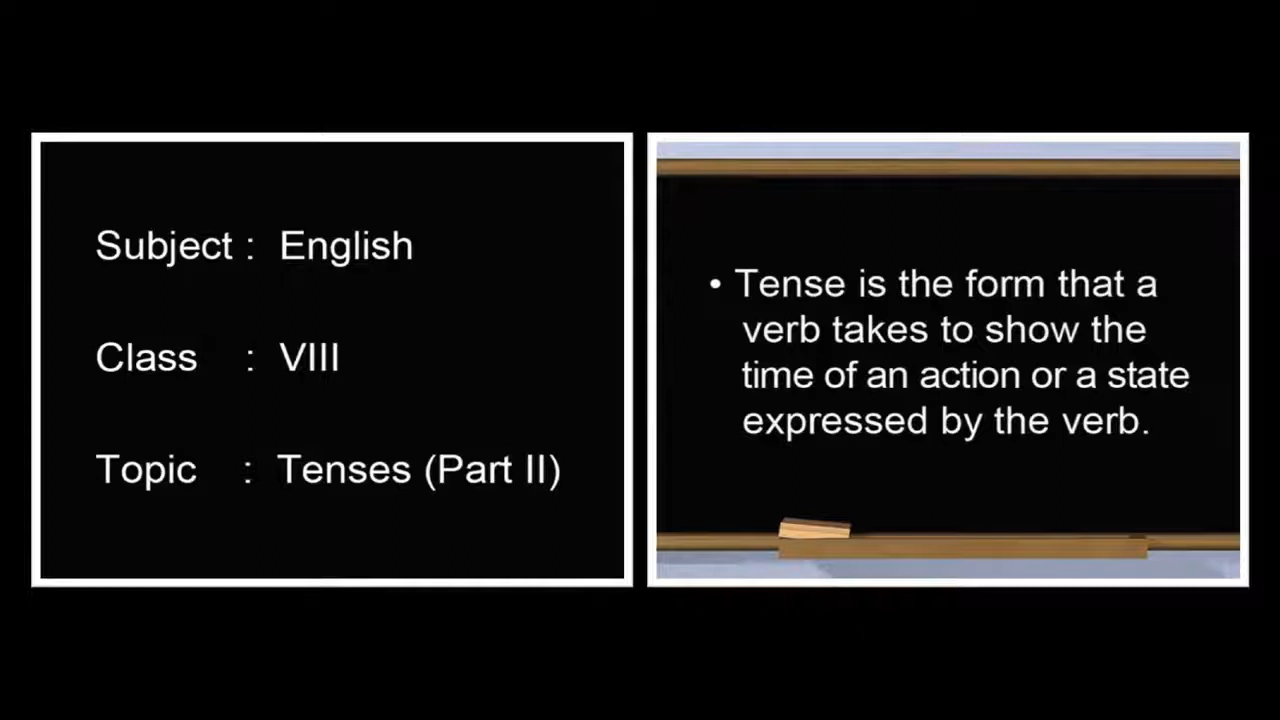 Subject : English
Class : VIII
Topic : Tenses (Part II)
• Tense is the form that a
verb takes to show the
time of an action or a state
expressed by the verb.